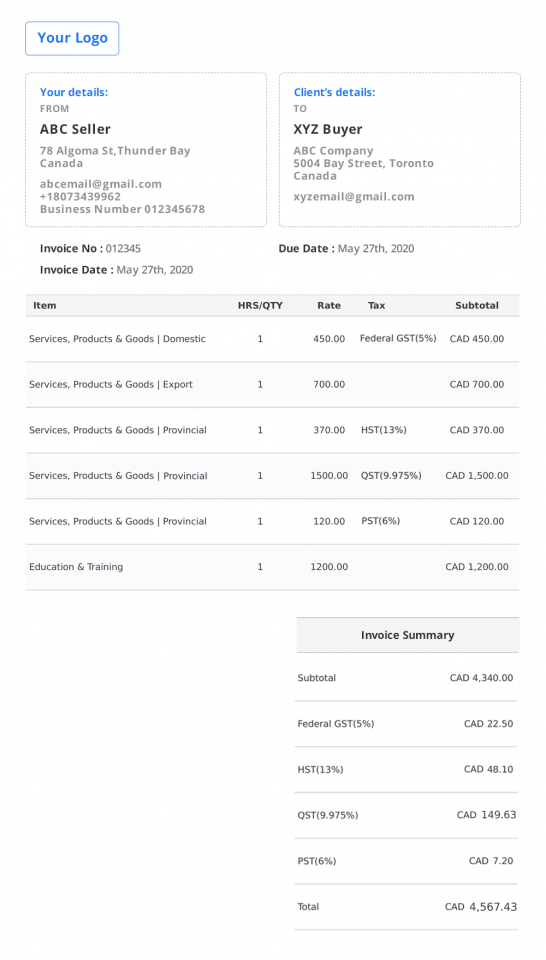 Your Logo
Your details:
FROM
ABC Seller
78 Algoma St,Thunder Bay
Canada
abcemail@gmail.com
+18073439962
Business Number 012345678
Client's details:
TO
XYZ Buyer
ABC Company
5004 Bay Street, Toronto
Canada
xyzemail@gmail.com
Invoice No : 012345
Due Date : May 27th, 2020
Invoice Date : May 27th, 2020
Item HRS/QTY Rate Tax Subtotal
Services, Products & Goods | Domestic 1 450.00 Federal GST(5%) CAD 450.00
Services, Products & Goods | Export 1 700.00 CAD 700.00
Services, Products & Goods | Provincial 1 370.00 HST(13%) CAD 370.00
Services, Products & Goods | Provincial 1 1500.00 QST(9.975%) CAD 1,500.00
Services, Products & Goods | Provincial 1 120.00 PST(6%) CAD 120.00
Education & Training 1 1200.00 CAD 1,200.00
Invoice Summary
Subtotal CAD 4,340.00
Federal GST(5%) CAD 22.50
HST(13%) CAD 48.10
QST(9.975%) CAD 149.63
PST(6%) CAD 7.20
Total CAD 4,567.43